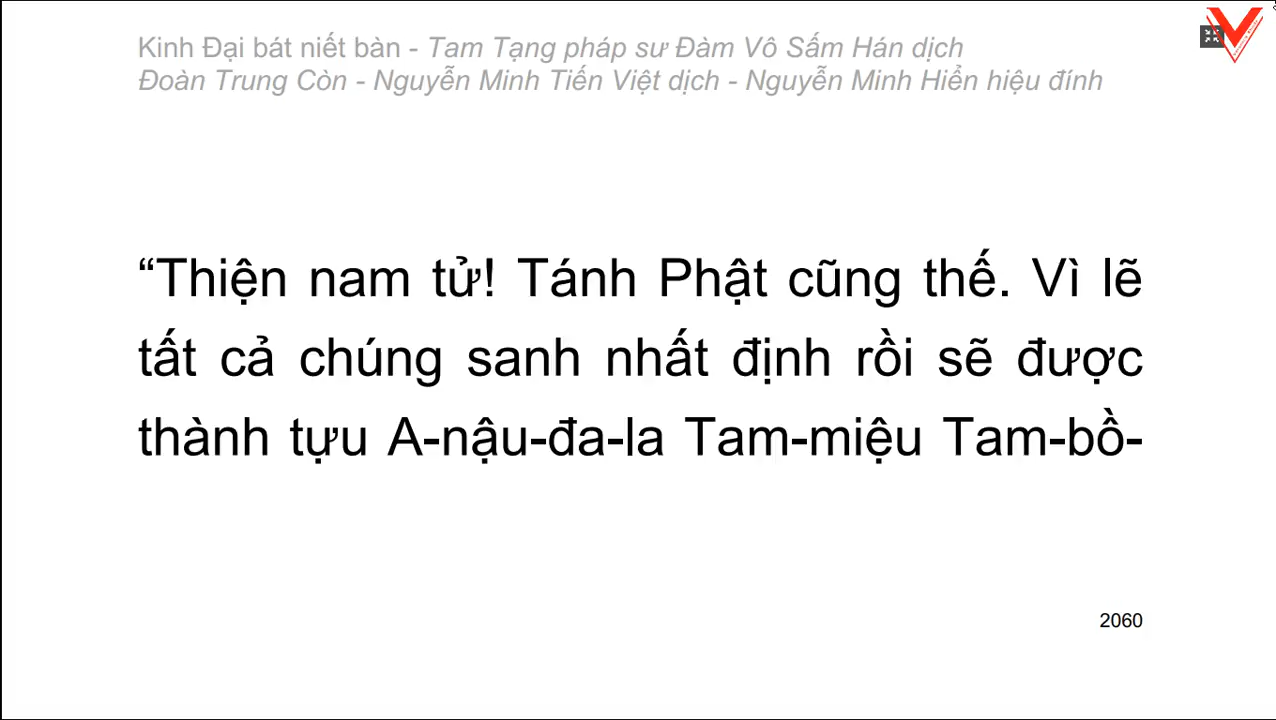 Kinh Đại bát niết bàn - Tam Tạng pháp sư Đàm Vô Sấm Hán dịch
Đoàn Trung Còn - Nguyễn Minh Tiến Việt dịch - Nguyễn Minh Hiển hiệu đính
“Thiện nam tử! Tánh Phật cũng thế. Vì lẽ
tất cả chúng sanh nhất định rồi sẽ được
thành tựu A-nậu-đa-la Tam-miệu Tam-bồ-
2060